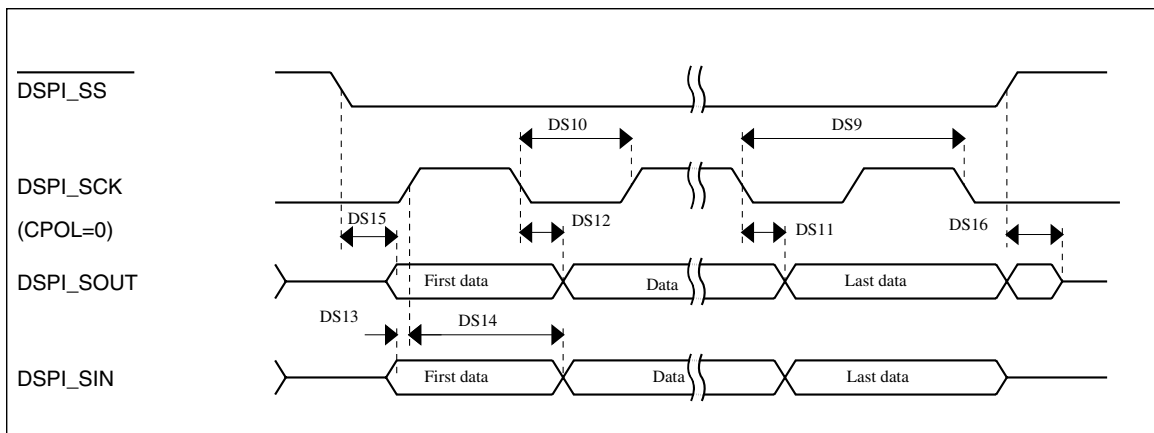 DSPI_SS
DS10
DS9
DSPI_SCK
(CPOL=0)
DS15
DS12
DS11
DS16
DSPI_SOUT
First data
Data
Last data
DS13
DS14
DSPI_SIN
First data
Data
Last data